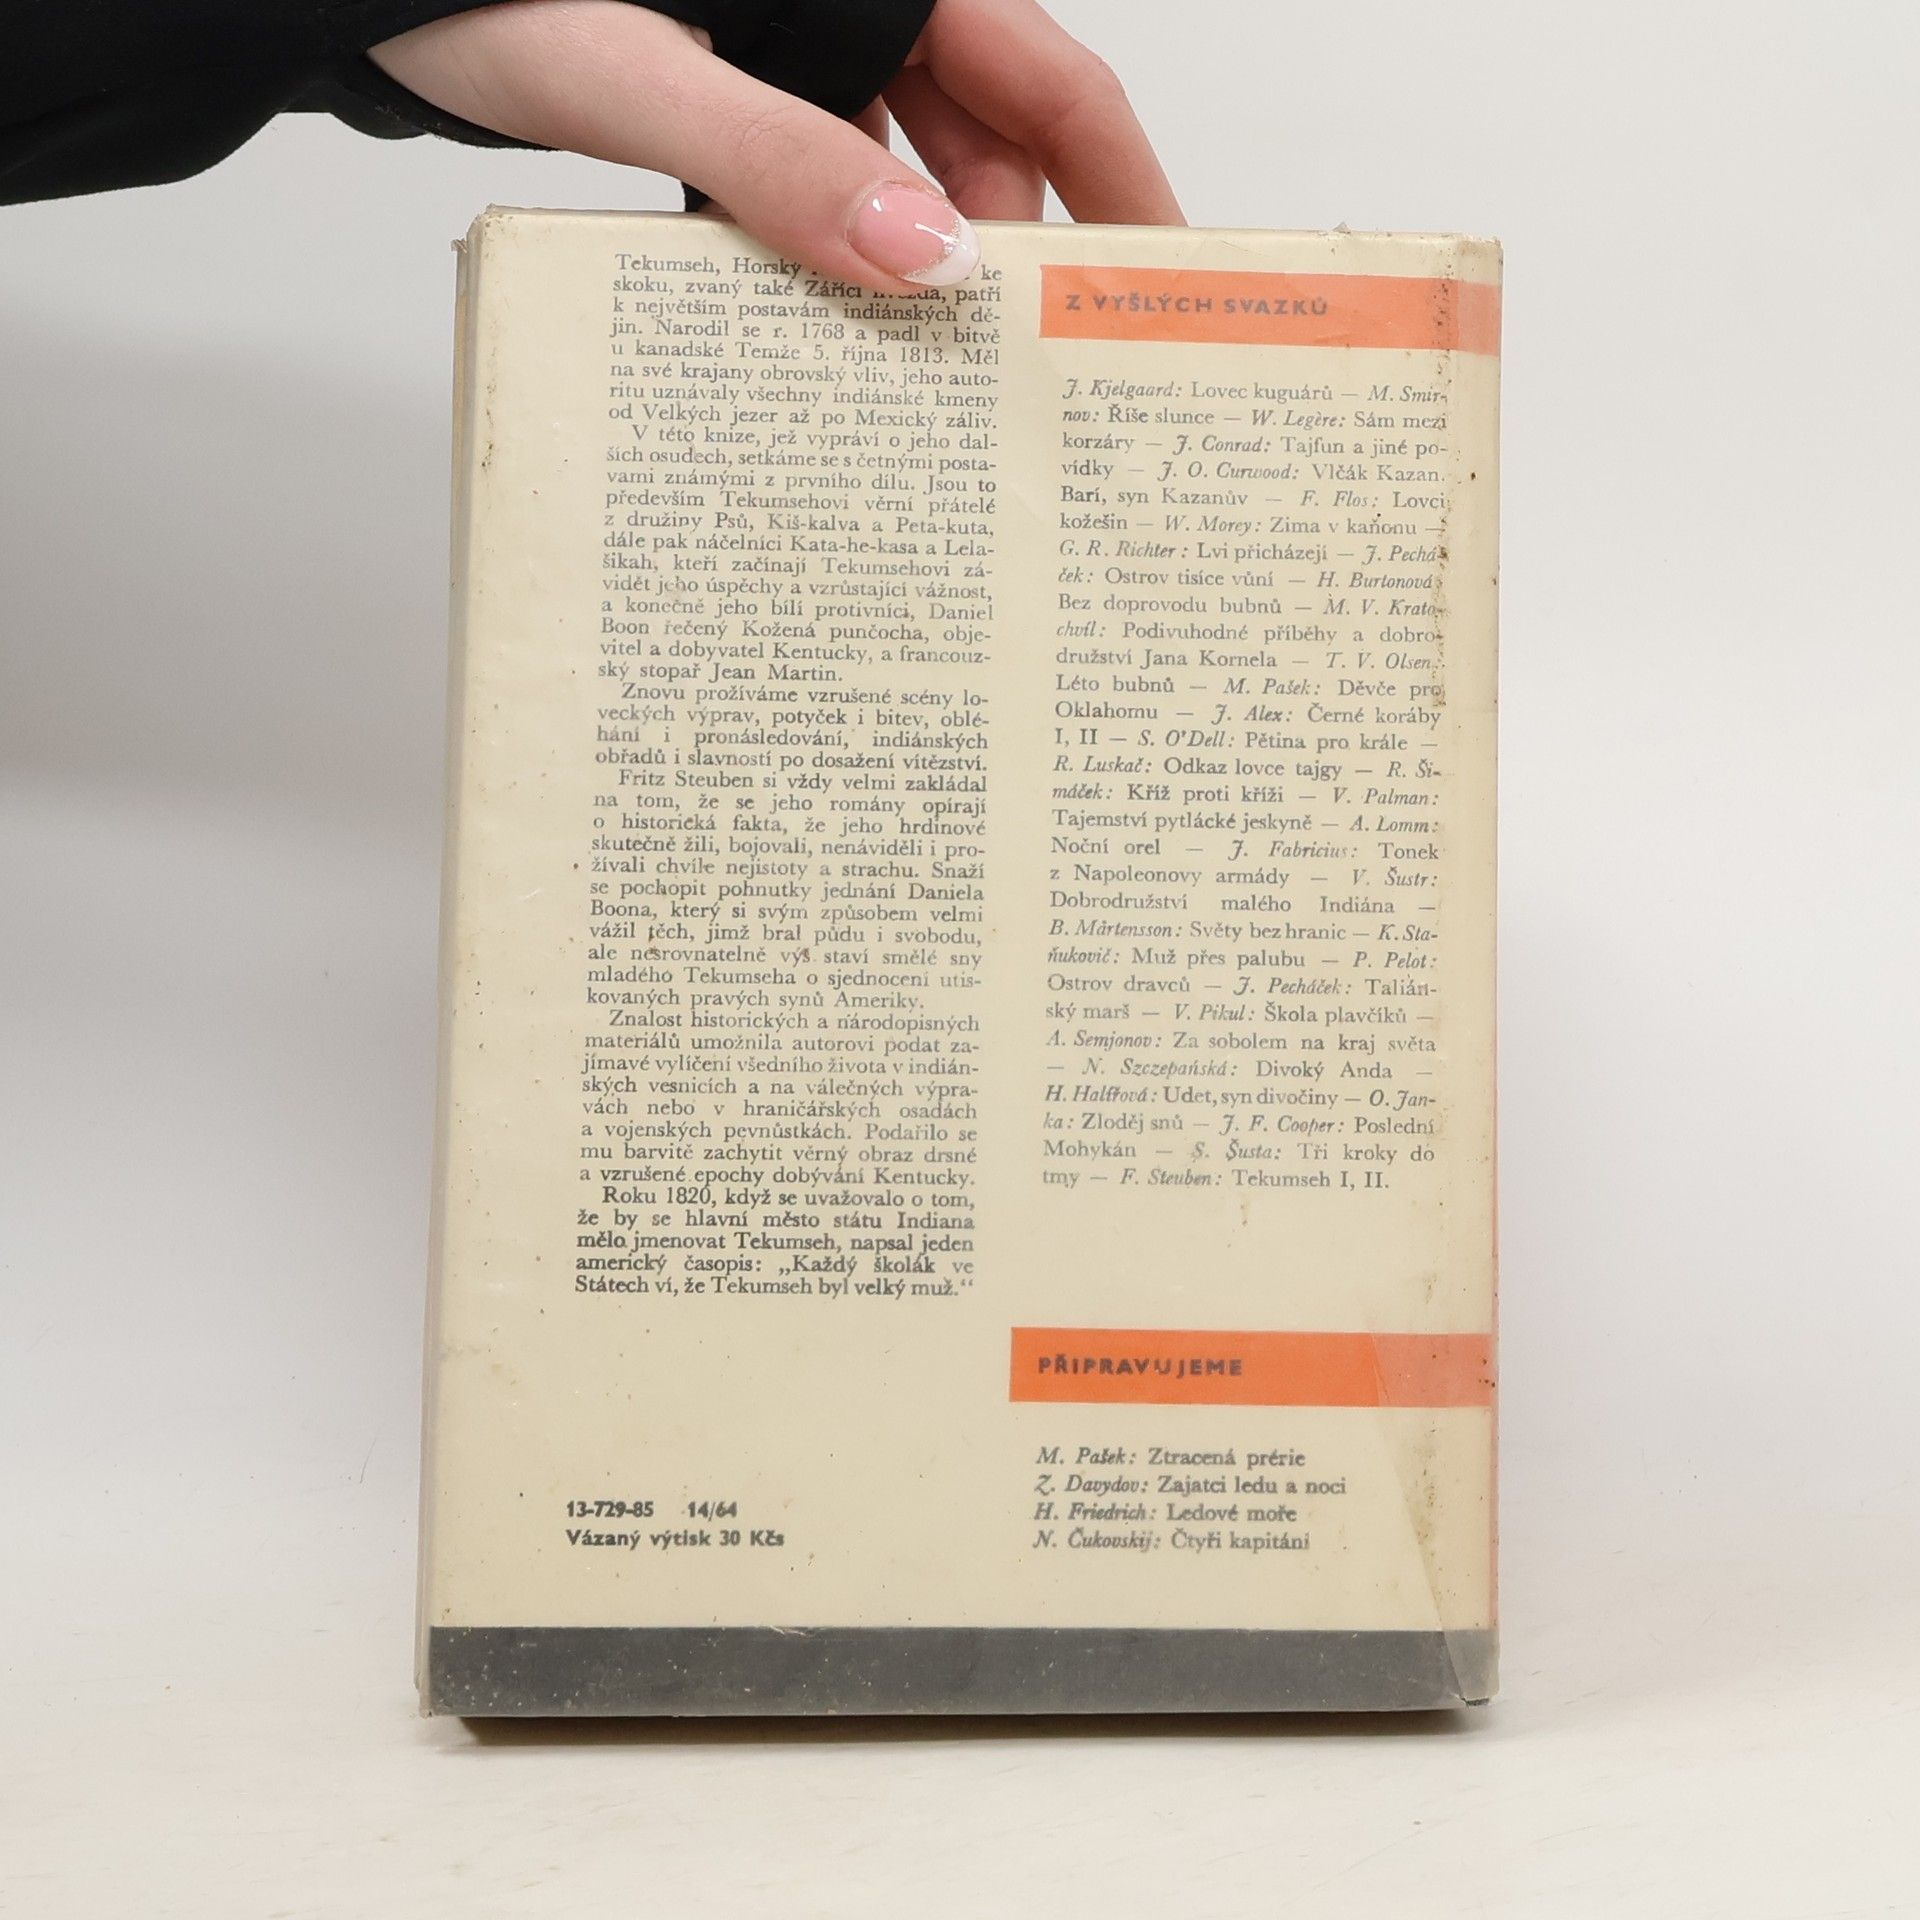 Tekumseh, Horský ke
skoku, zvaný také Zářící patří
k největším postavám indiánských dě-
jin. Narodil se r. 1768 a padl v bitvě
u kanadské Temže 5. října 1813. Měl
na své krajany obrovský vliv, jeho auto-
ritu uznávaly všechny indiánské kmeny
od Velkých jezer až po Mexický záliv.
V této knize, jež vypráví o jeho dal-
ších osudech, setkáme se s četnými posta-
vami známými z prvního dílu. Jsou to
především Tekumsehovi věrní přátelé
z družiny Psů, Kiš-kalva a Peta-kuta,
dále pak náčelníci Kata-he-kasa a Lela-
šikah, kteří začínají Tekumsehovi zá-
vidět jeho úspěchy a vzrůstající vážnost,
a konečně jeho bílí protivníci, Daniel
Boon řečený Kožená punčocha, obje-
vitel a dobyvatel Kentucky, a francouz-
ský stopař Jean Martin.
Znovu prožíváme vzrušené scény lo-
veckých výprav, potyček i bitev, oblé-
hání i pronásledování, indiánských
obřadů i slavností po dosažení vítězství.
Fritz Steuben si vždy velmi zakládal
na tom, že se jeho romány opírají
o historická fakta, že jeho hrdinové
skutečně žili, bojovali, nenáviděli i pro-
žívali chvíle nejistoty a strachu. Snaží
se pochopit pohnutky jednání Daniela
Boona, který si svým způsobem velmi
vážil těch, jimž bral půdu i svobodu,
ale nesrovnatelně výš staví smělé sny
mladého Tekumseha o sjednocení utis-
kovaných pravých synů Ameriky.
Znalost historických a národopisných
materiálů umožnila autorovi podat za-
jímavé vylíčení všedního života v indián-
ských vesnicích a na válečných výpra-
vách nebo v hraničářských osadách
a vojenských pevnůstkách. Podařilo se
mu barvitě zachytit věrný obraz drsné
a vzrušené epochy dobývání Kentucky.
Roku 1820, když se uvažovalo o tom,
že by se hlavní město státu Indiana
mělo jmenovat Tekumseh, napsal jeden
americký časopis: „Každý školák ve
Státech ví, že Tekumseh byl velký muž.“
13-729-85 14/64
Vázaný výtisk 30 Kčs
Z VYŠLÝCH SVAZKŮ
J. Kjelgaard: Lovec kuguárů — M. Smir-
nov: Říše slunce — W. Legère: Sám mezi
korzáry — J. Conrad: Tajfun a jiné po-
vídky — J. O. Curwood: Vlčák Kazan.
Barí, syn Kazanův — F. Flos: Lovci
kožešin — W. Morey: Zima v kaňonu —
G. R. Richter: Lvi přicházejí — J. Pechá-
ček: Ostrov tisíce vůní — H. Burtonová:
Bez doprovodu bubnů — M. V. Krato-
chvíl: Podivuhodné příběhy a dobro-
družství Jana Kornela — T. V. Olsen:
Léto bubnů — M. Pašek: Děvče pro
Oklahomu — J. Alex: Černé koráby
I, II — S. O'Dell: Pětina pro krále —
R. Luskač: Odkaz lovce tajgy — R. Ši-
máček: Kříž proti kříži — V. Palman:
Tajemství pytlácké jeskyně — A. Lomm:
Noční orel — J. Fabricius: Tonek
z Napoleonovy armády — V. Šustr:
Dobrodružství malého Indiána —
B. Mårtensson: Světy bez hranic — K. Sta-
ňukovič: Muž přes palubu — P. Pelot:
Ostrov dravců — J. Pecháček: Talián-
ský marš — V. Pikul: Škola plavčíků —
A. Semjonov: Za sobolem na kraj světa
— N. Szczepańská: Divoký Anda —
H. Halířová: Udet, syn divočiny — O. Jan-
ka: Zloděj snů — J. F. Cooper: Poslední
Mohykán — S. Šusta: Tři kroky do
tmy — F. Steuben: Tekumseh I, II.
PŘIPRAVUJEME
M. Pašek: Ztracená prérie
Z. Davydov: Zajatci ledu a noci
H. Friedrich: Ledové moře
N. Čukovskij: Čtyři kapitáni